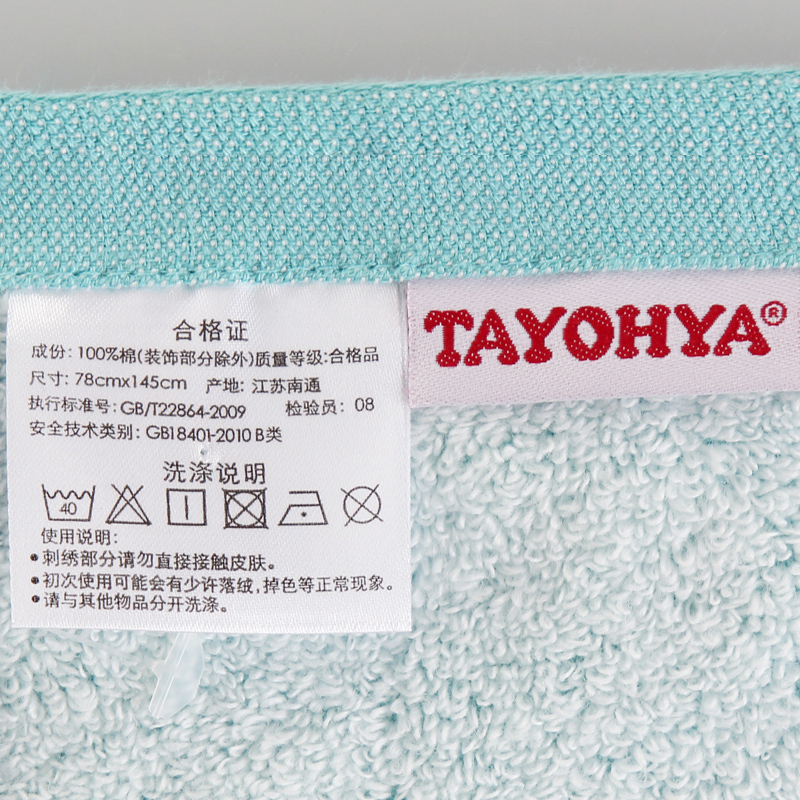 合格证
成份: 100%棉(装饰部分除外)质量等级:合格品
尺寸: 78cmx145cm 产地: 江苏南通
执行标准号: GB/T22864-2009 检验员: 08
安全技术类别: GB18401-2010 B类
洗涤说明
40
使用说明:
●刺绣部分请勿直接接触皮肤。
●初次使用可能会有少许落绒,掉色等正常现象。
●请与其他物品分开洗涤。
TAYOHYA®